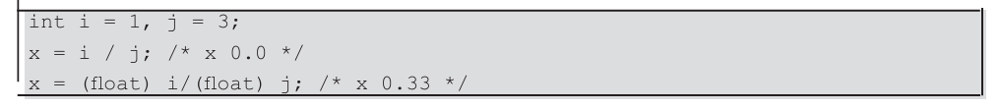 int i = 1, j = 3;
x = i / j; /* x 0.0 */
x = (float) i/(float) j; /* x 0.33 */